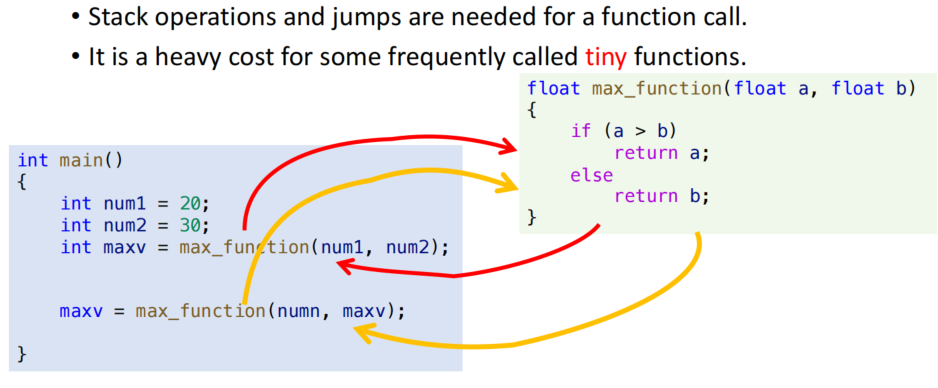 • Stack operations and jumps are needed for a function call.
• It is a heavy cost for some frequently called tiny functions.
float max_function(float a, float b)
{
    if (a > b)
        return a;
    else
        return b;
}
int main()
{
    int num1 = 20;
    int num2 = 30;
    int maxv = max_function(num1, num2);
    maxv = max_function(numn, maxv);
}